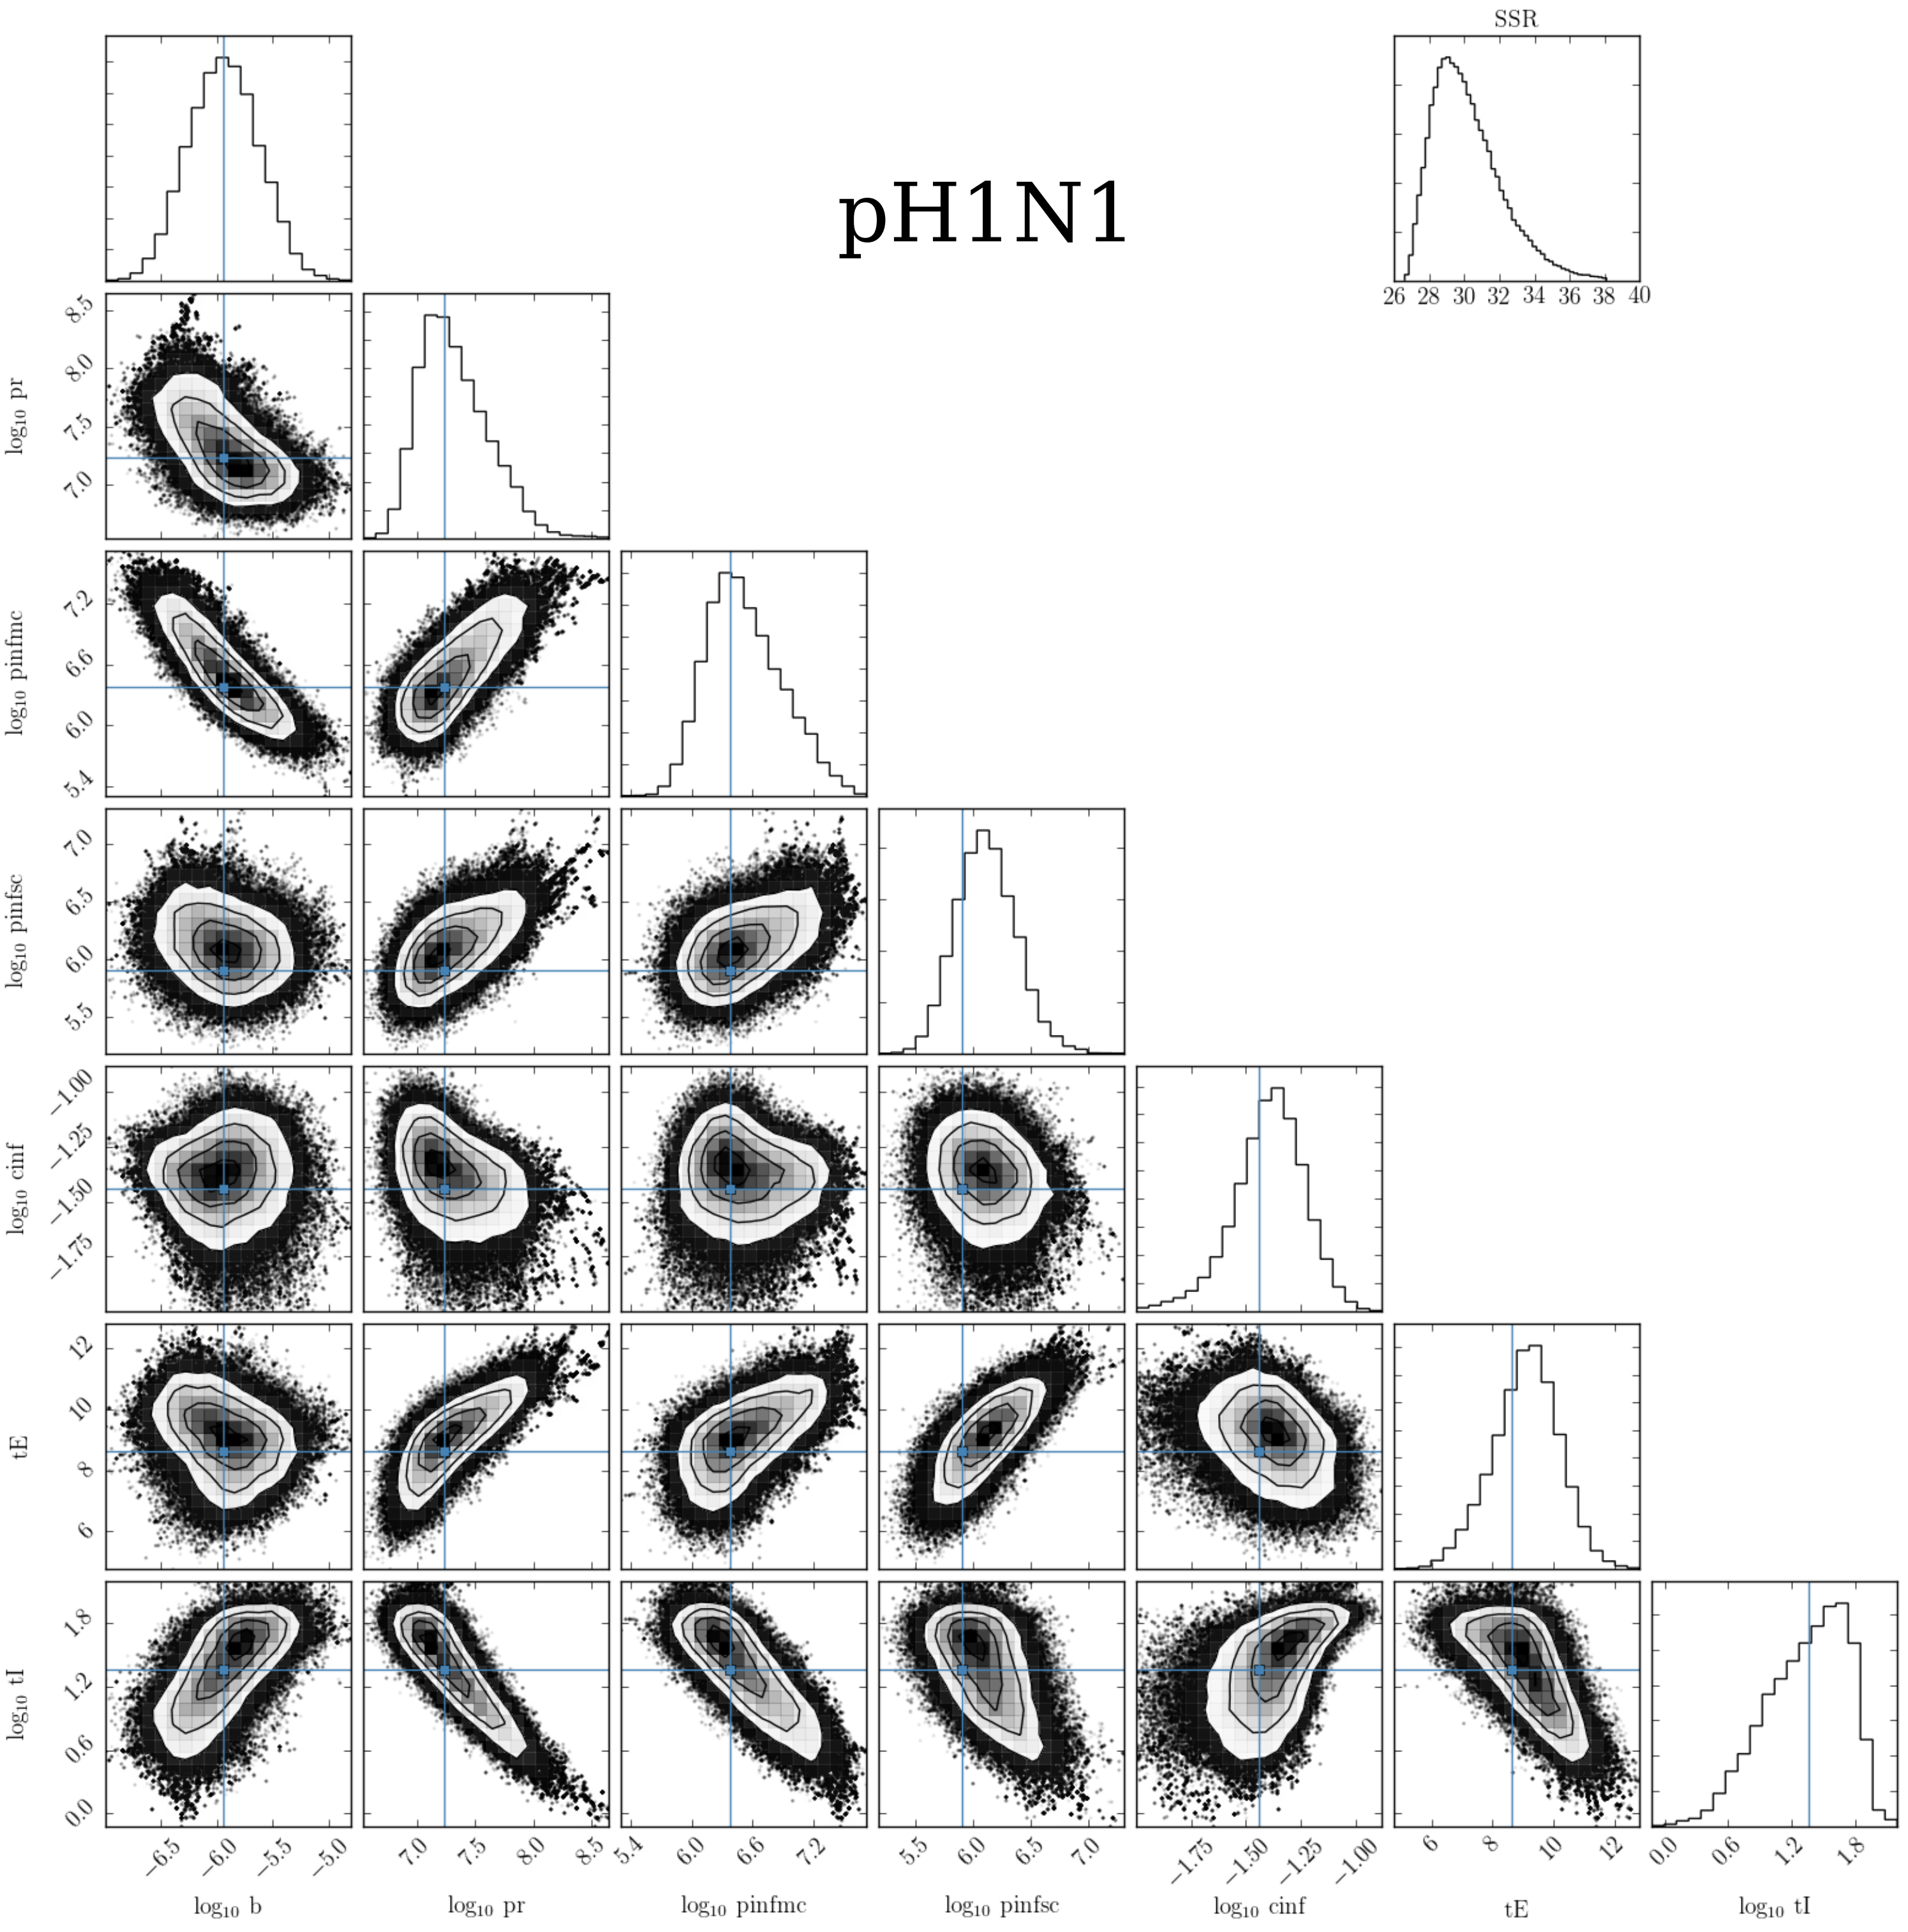 SSR
pH1N1
26 28 30 32 34 36 38 40
8.5
8.0
7.5
7.0
log10 pr
7.2
6.6
6.0
5.4
log10 pinfmc
7.0
6.5
6.0
5.5
log10 pinfsc
−1.00
−1.25
−1.50
−1.75
log10 cinf
12
10
8
6
tE
1.8
1.2
0.6
0.0
log10 tI
−6.5 −6.0 −5.5 −5.0 7.0 7.5 8.0 8.5 5.4 6.0 6.6 7.2 5.5 6.0 6.5 7.0 −1.75 −1.50 −1.25 −1.00 6 8 10 12 0.0 0.6 1.2 1.8
log10 b log10 pr log10 pinfmc log10 pinfsc log10 cinf tE log10 tI